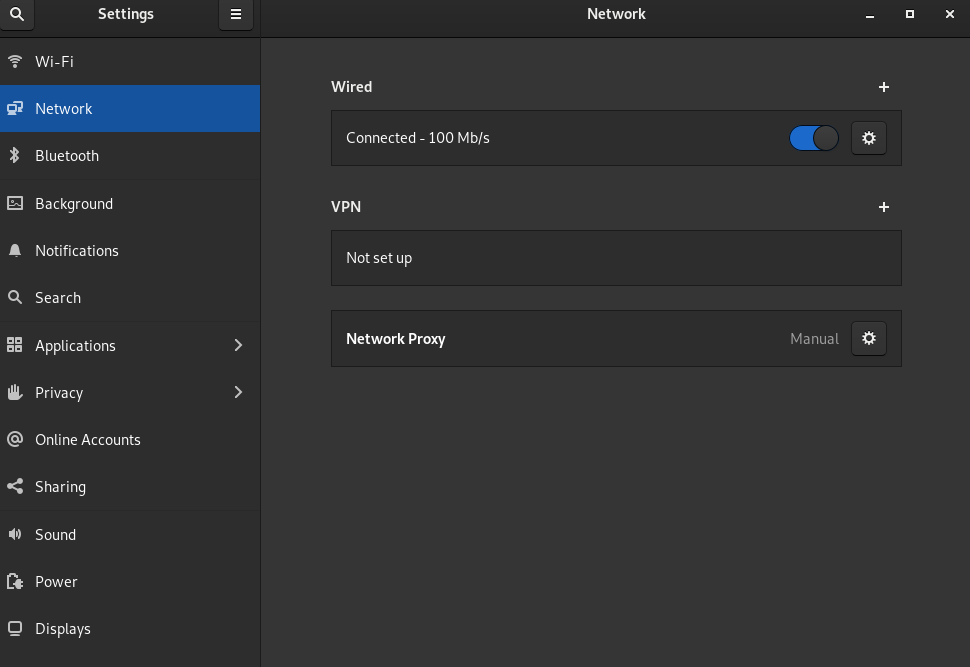 Settings
Network
Wi-Fi
Network
Bluetooth
Background
Notifications
Search
Applications
Privacy
Online Accounts
Sharing
Sound
Power
Displays
Wired
Connected - 100 Mb/s
VPN
Not set up
Network Proxy Manual